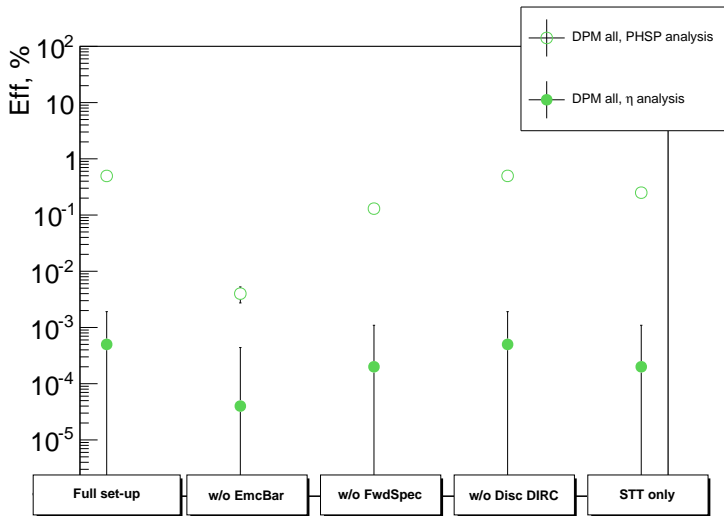 DPM all, PHSP analysis
DPM all, η analysis
Eff, %
10²
10
1
10⁻¹
10⁻²
10⁻³
10⁻⁴
10⁻⁵
Full set-up
w/o EmcBar
w/o FwdSpec
w/o Disc DIRC
STT only